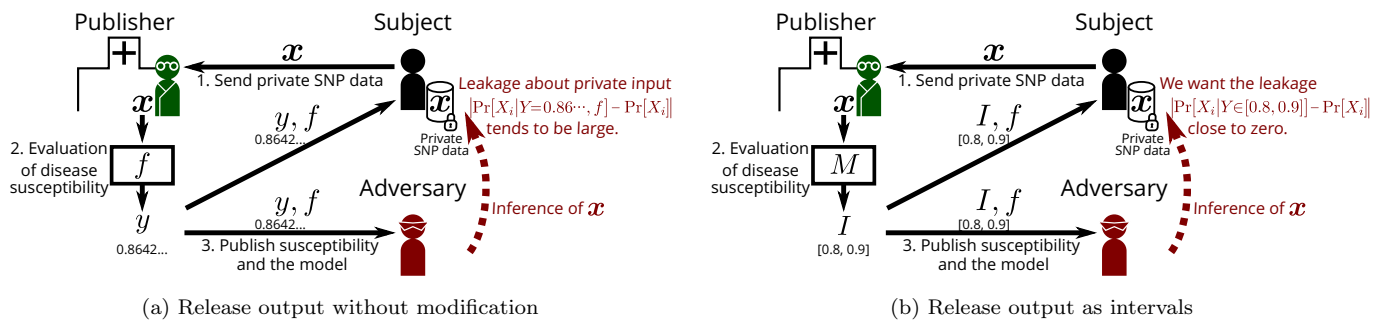 Publisher
Subject
x
1. Send private SNP data
x
Leakage about private input
|Pr[X_i|Y=0.86⋯, f] − Pr[X_i]|
tends to be large.
x
Private
SNP data
y, f
0.8642...
2. Evaluation
of disease
susceptibility
f
y
0.8642...
Adversary
y, f
0.8642...
3. Publish susceptibility
and the model
Inference of x
(a) Release output without modification
Publisher
Subject
x
1. Send private SNP data
x
We want the leakage
|Pr[X_i|Y∈[0.8, 0.9]] − Pr[X_i]|
close to zero.
x
Private
SNP data
I, f
[0.8, 0.9]
2. Evaluation
of disease
susceptibility
M
I
[0.8, 0.9]
Adversary
I, f
[0.8, 0.9]
3. Publish susceptibility
and the model
Inference of x
(b) Release output as intervals